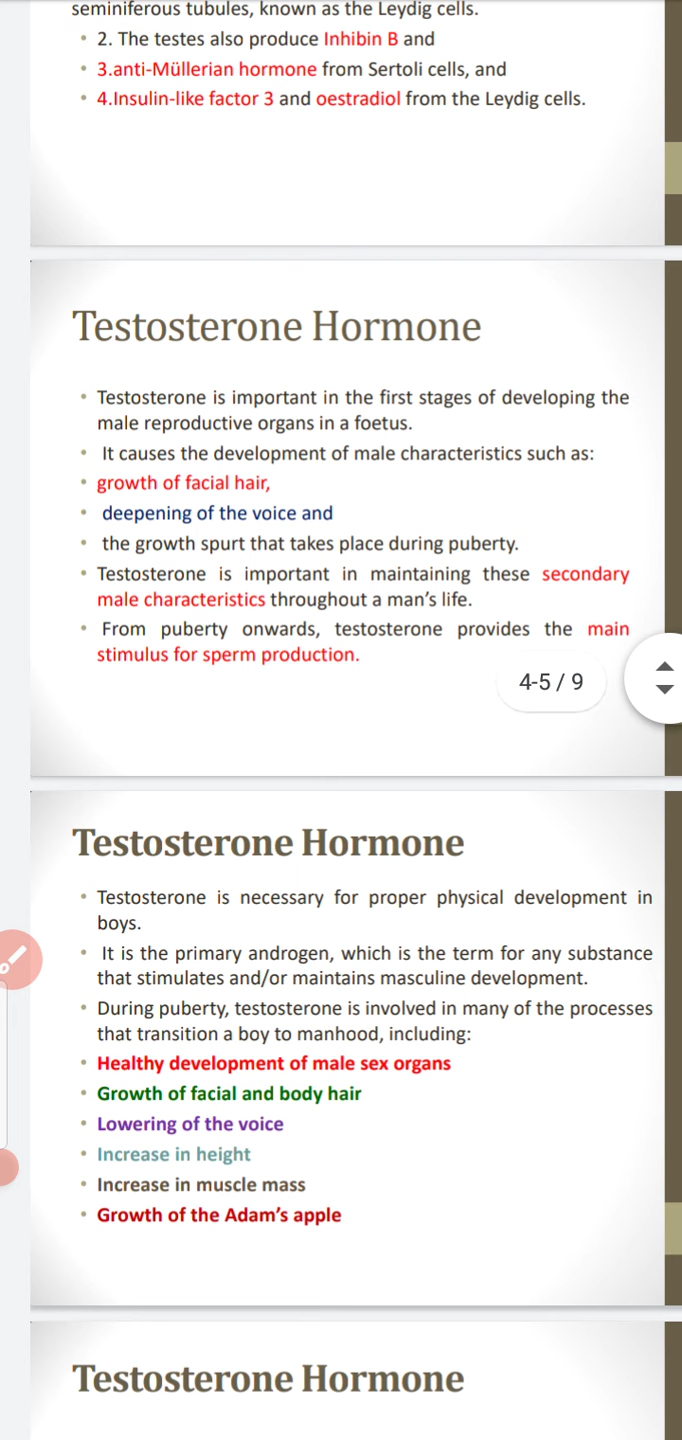 seminiferous tubules, known as the Leydig cells.
• 2. The testes also produce Inhibin B and
• 3.anti-Müllerian hormone from Sertoli cells, and
• 4.Insulin-like factor 3 and oestradiol from the Leydig cells.
Testosterone Hormone
• Testosterone is important in the first stages of developing the
male reproductive organs in a foetus.
• It causes the development of male characteristics such as:
• growth of facial hair,
• deepening of the voice and
• the growth spurt that takes place during puberty.
• Testosterone is important in maintaining these secondary
male characteristics throughout a man's life.
• From puberty onwards, testosterone provides the main
stimulus for sperm production.
4-5 / 9
Testosterone Hormone
• Testosterone is necessary for proper physical development in
boys.
• It is the primary androgen, which is the term for any substance
that stimulates and/or maintains masculine development.
• During puberty, testosterone is involved in many of the processes
that transition a boy to manhood, including:
• Healthy development of male sex organs
• Growth of facial and body hair
• Lowering of the voice
• Increase in height
• Increase in muscle mass
• Growth of the Adam's apple
Testosterone Hormone